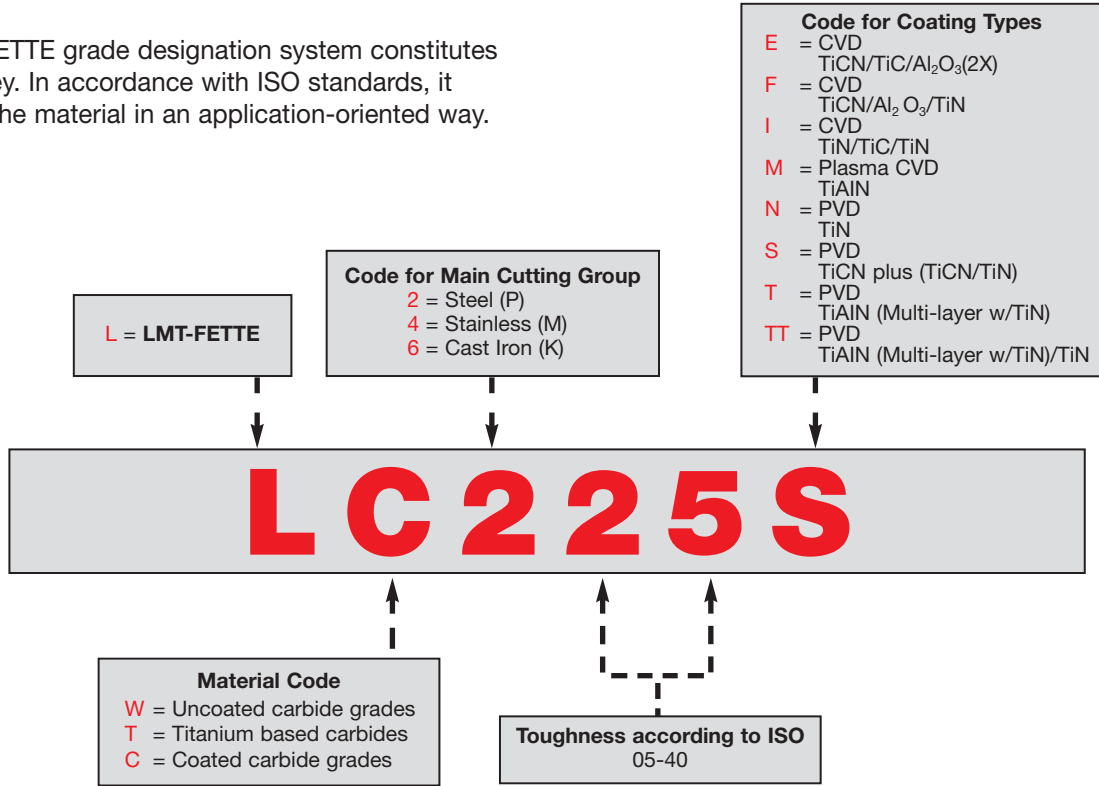 ETTE grade designation system constitutes
ey. In accordance with ISO standards, it
he material in an application-oriented way.
Code for Coating Types
E = CVD
TiCN/TiC/Al₂O₃(2X)
F = CVD
TiCN/Al₂ O₃/TiN
I = CVD
TiN/TiC/TiN
M = Plasma CVD
TiAIN
N = PVD
TiN
S = PVD
TiCN plus (TiCN/TiN)
T = PVD
TiAIN (Multi-layer w/TiN)
TT = PVD
TiAIN (Multi-layer w/TiN)/TiN
Code for Main Cutting Group
2 = Steel (P)
4 = Stainless (M)
6 = Cast Iron (K)
L = LMT-FETTE
LC225S
Material Code
W = Uncoated carbide grades
T = Titanium based carbides
C = Coated carbide grades
Toughness according to ISO
05-40